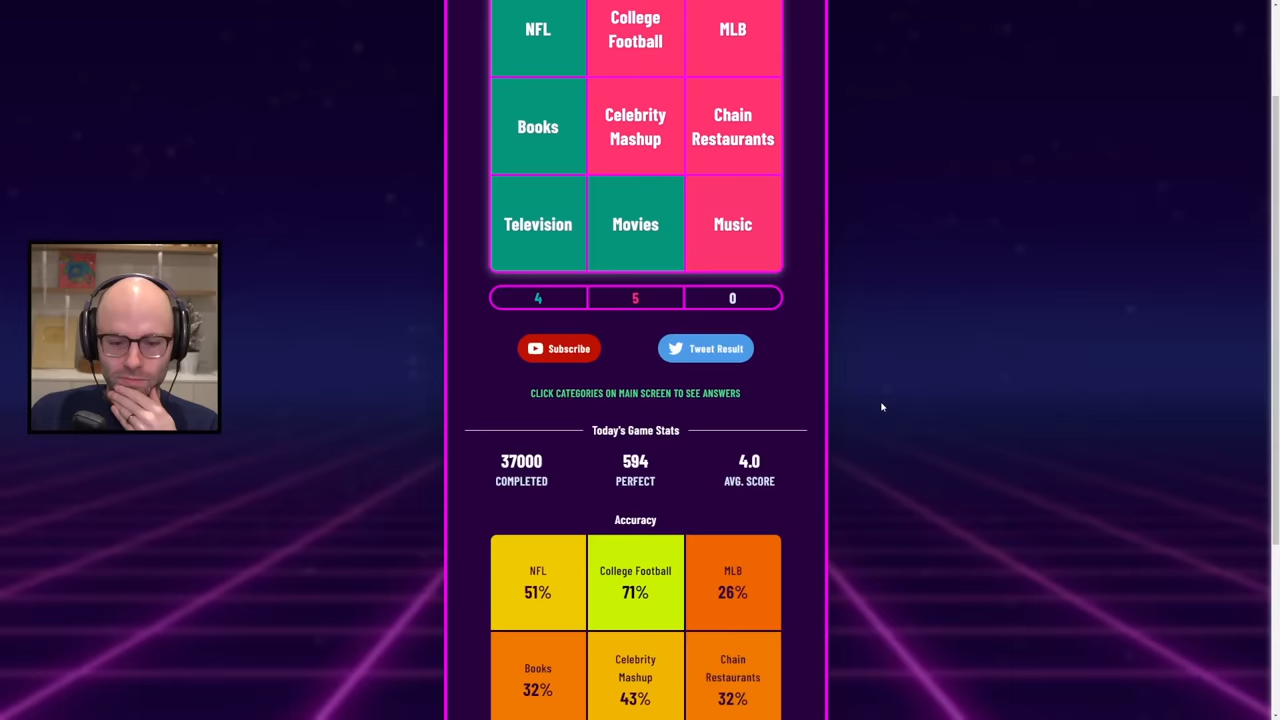 NFL
College
Football
MLB
Books
Celebrity
Mashup
Chain
Restaurants
Television
Movies
Music
4
5
0
Subscribe
Tweet Result
CLICK CATEGORIES ON MAIN SCREEN TO SEE ANSWERS
Today's Game Stats
37000
594
4.0
COMPLETED
PERFECT
AVG. SCORE
Accuracy
NFL
51%
College Football
71%
MLB
26%
Books
32%
Celebrity
Mashup
43%
Chain
Restaurants
32%